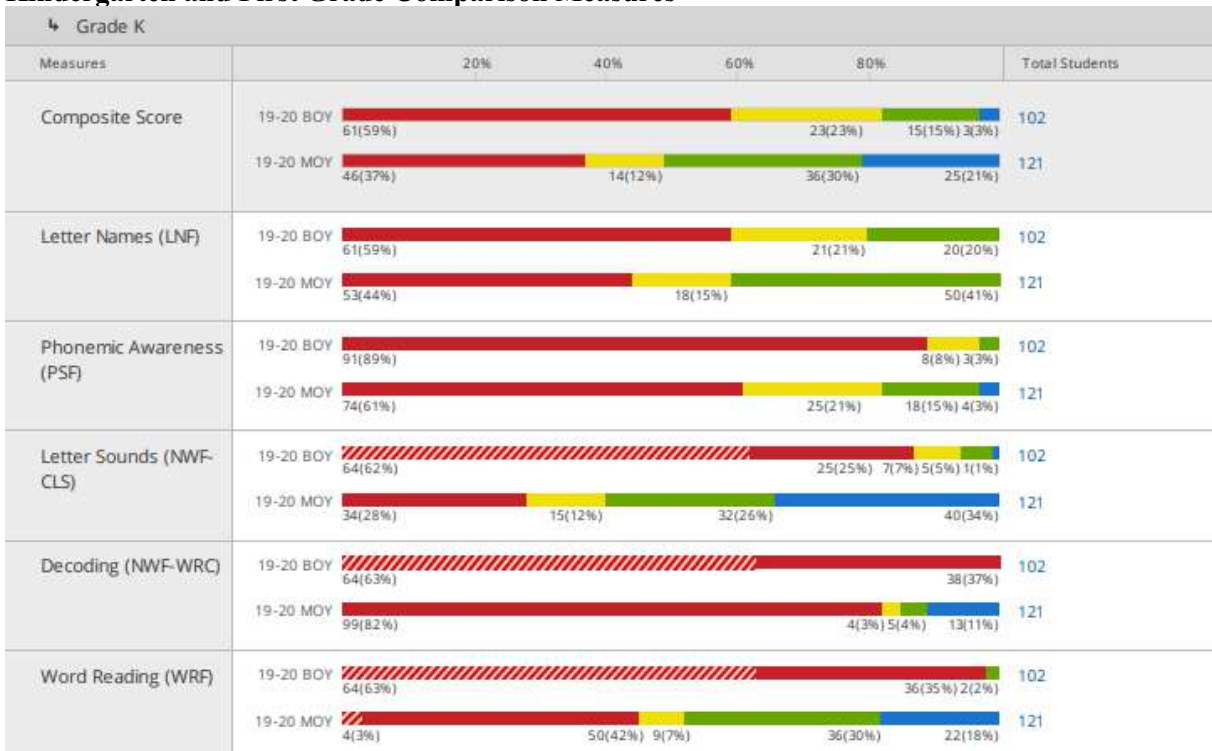 Kindergarten and First Grade Comparison Measures
↳ Grade K
Measures 20% 40% 60% 80% Total Students
Composite Score 19-20 BOY 102
61(59%) 23(23%) 15(15%) 3(3%)
19-20 MOY 121
46(37%) 14(12%) 36(30%) 25(21%)
Letter Names (LNF) 19-20 BOY 102
61(59%) 21(21%) 20(20%)
19-20 MOY 121
53(44%) 18(15%) 50(41%)
Phonemic Awareness 19-20 BOY 102
(PSF) 91(89%) 8(8%) 3(3%)
19-20 MOY 121
74(61%) 25(21%) 18(15%) 4(3%)
Letter Sounds (NWF- 19-20 BOY 102
CLS) 64(62%) 25(25%) 7(7%) 5(5%) 1(1%)
19-20 MOY 121
34(28%) 15(12%) 32(26%) 40(34%)
Decoding (NWF-WRC) 19-20 BOY 102
64(63%) 38(37%)
19-20 MOY 121
99(82%) 4(3%) 5(4%) 13(11%)
Word Reading (WRF) 19-20 BOY 102
64(63%) 36(35%) 2(2%)
19-20 MOY 121
4(3%) 50(42%) 9(7%) 36(30%) 22(18%)